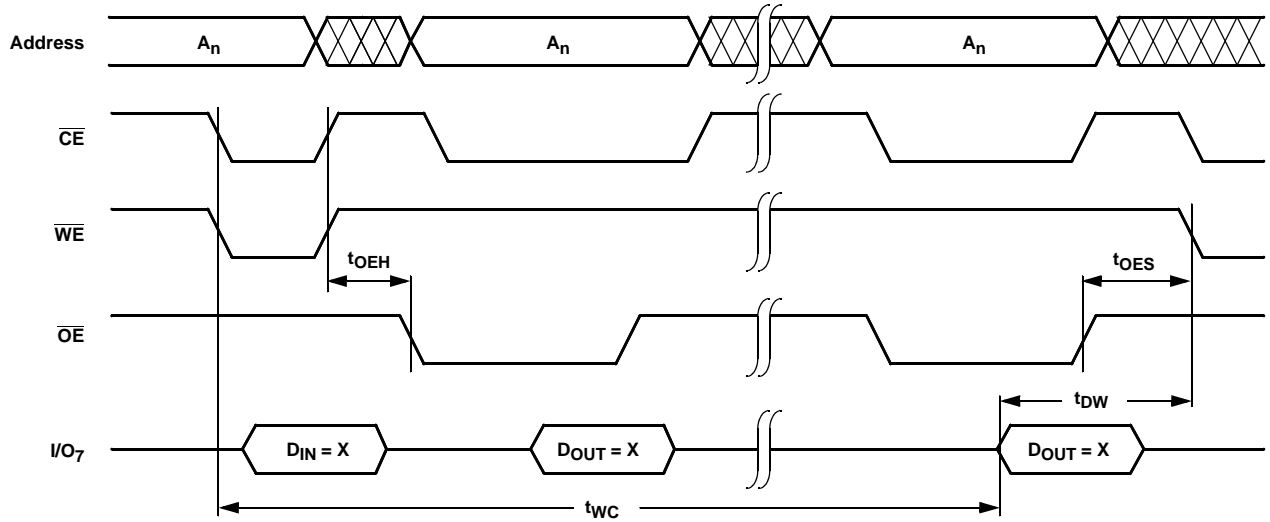 Address
An
An
An
CE
WE
tOEH
tOES
OE
tDW
I/O7
DIN = X
DOUT = X
DOUT = X
tWC